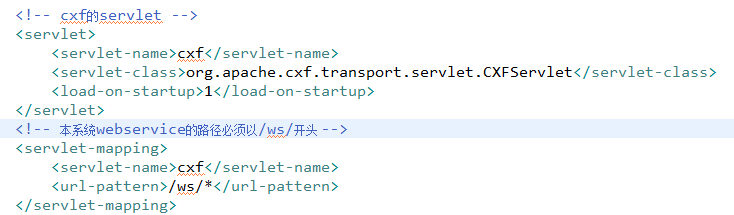 <!-- cxf的servlet -->
<servlet>
<servlet-name>cxf</servlet-name>
<servlet-class>org.apache.cxf.transport.servlet.CXFServlet</servlet-class>
<load-on-startup>1</load-on-startup>
</servlet>
<!-- 本系统webservice的路径必须以/ws/开头 -->
<servlet-mapping>
<servlet-name>cxf</servlet-name>
<url-pattern>/ws/*</url-pattern>
</servlet-mapping>